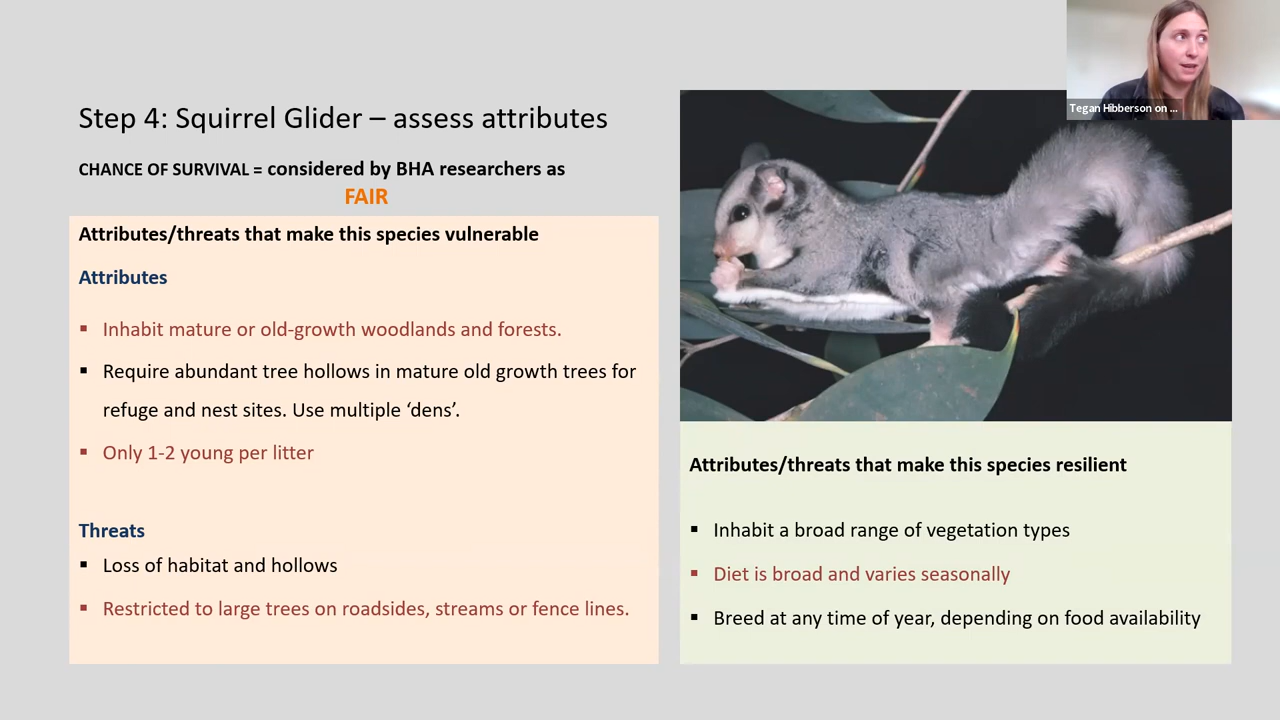 Tegan Hibberson on ...
Step 4: Squirrel Glider – assess attributes
CHANCE OF SURVIVAL = considered by BHA researchers as
FAIR
Attributes/threats that make this species vulnerable
Attributes
▪ Inhabit mature or old-growth woodlands and forests.
▪ Require abundant tree hollows in mature old growth trees for
refuge and nest sites. Use multiple ‘dens’.
▪ Only 1-2 young per litter
Threats
▪ Loss of habitat and hollows
▪ Restricted to large trees on roadsides, streams or fence lines.
Attributes/threats that make this species resilient
▪ Inhabit a broad range of vegetation types
▪ Diet is broad and varies seasonally
▪ Breed at any time of year, depending on food availability